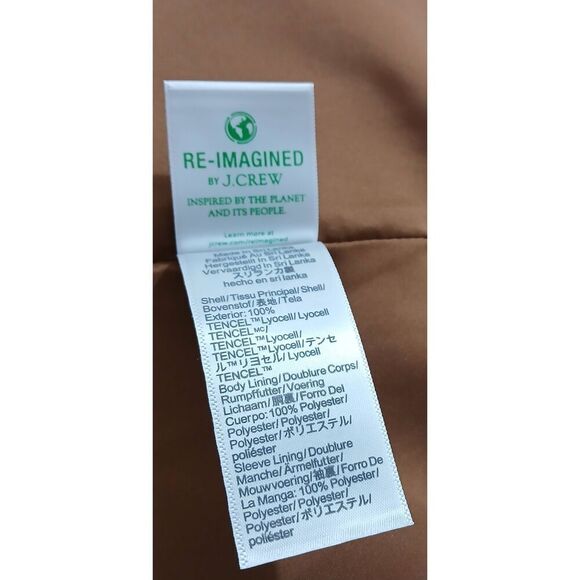 RE-IMAGINED
BY J.CREW
INSPIRED BY THE PLANET
AND ITS PEOPLE.
Learn more at
jcrew.com/reimagined
Made In Sri Lanka
Fabriqué Au Sri Lanka
Hergestellt In Sri Lanka
Vervaardigd In Sri Lanka
スリランカ製
hecho en sri lanka
Shell/Tissu Principal/Shell/
Bovenstof/表地/Tela
Exterior: 100%
TENCEL™Lyocell/Lyocell
TENCELMC/
TENCEL™Lyocell/
TENCEL™Lyocell/テンセ
ル™リヨセル/Lyocell
TENCEL™
Body Lining/Doublure Corps/
Rumpffutter/Voering
Lichaam/胴裏/Forro Del
Cuerpo: 100% Polyester/
Polyester/Polyester/
Polyester/ポリエステル/
poliéster
Sleeve Lining/Doublure
Manche/Ärmelfutter/
Mouwvoering/袖裏/Forro De
La Manga: 100% Polyester/
Polyester/Polyester/
Polyester/ポリエステル/
poliéster